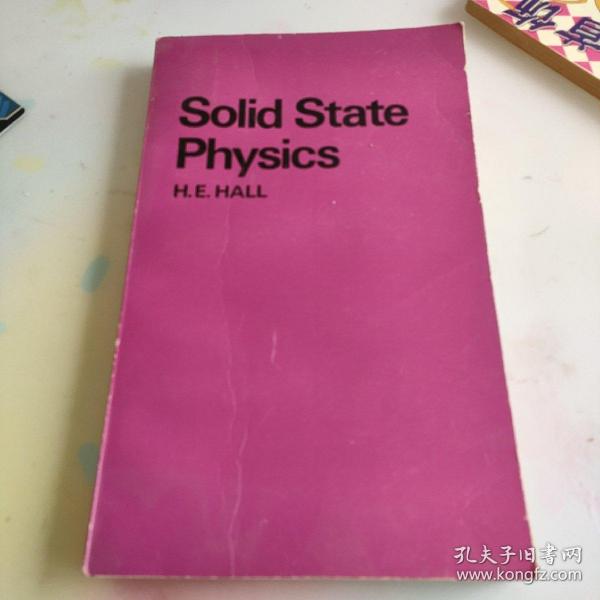 Solid State
Physics
H.E. HALL
孔夫子旧书网
www.kongfz.com